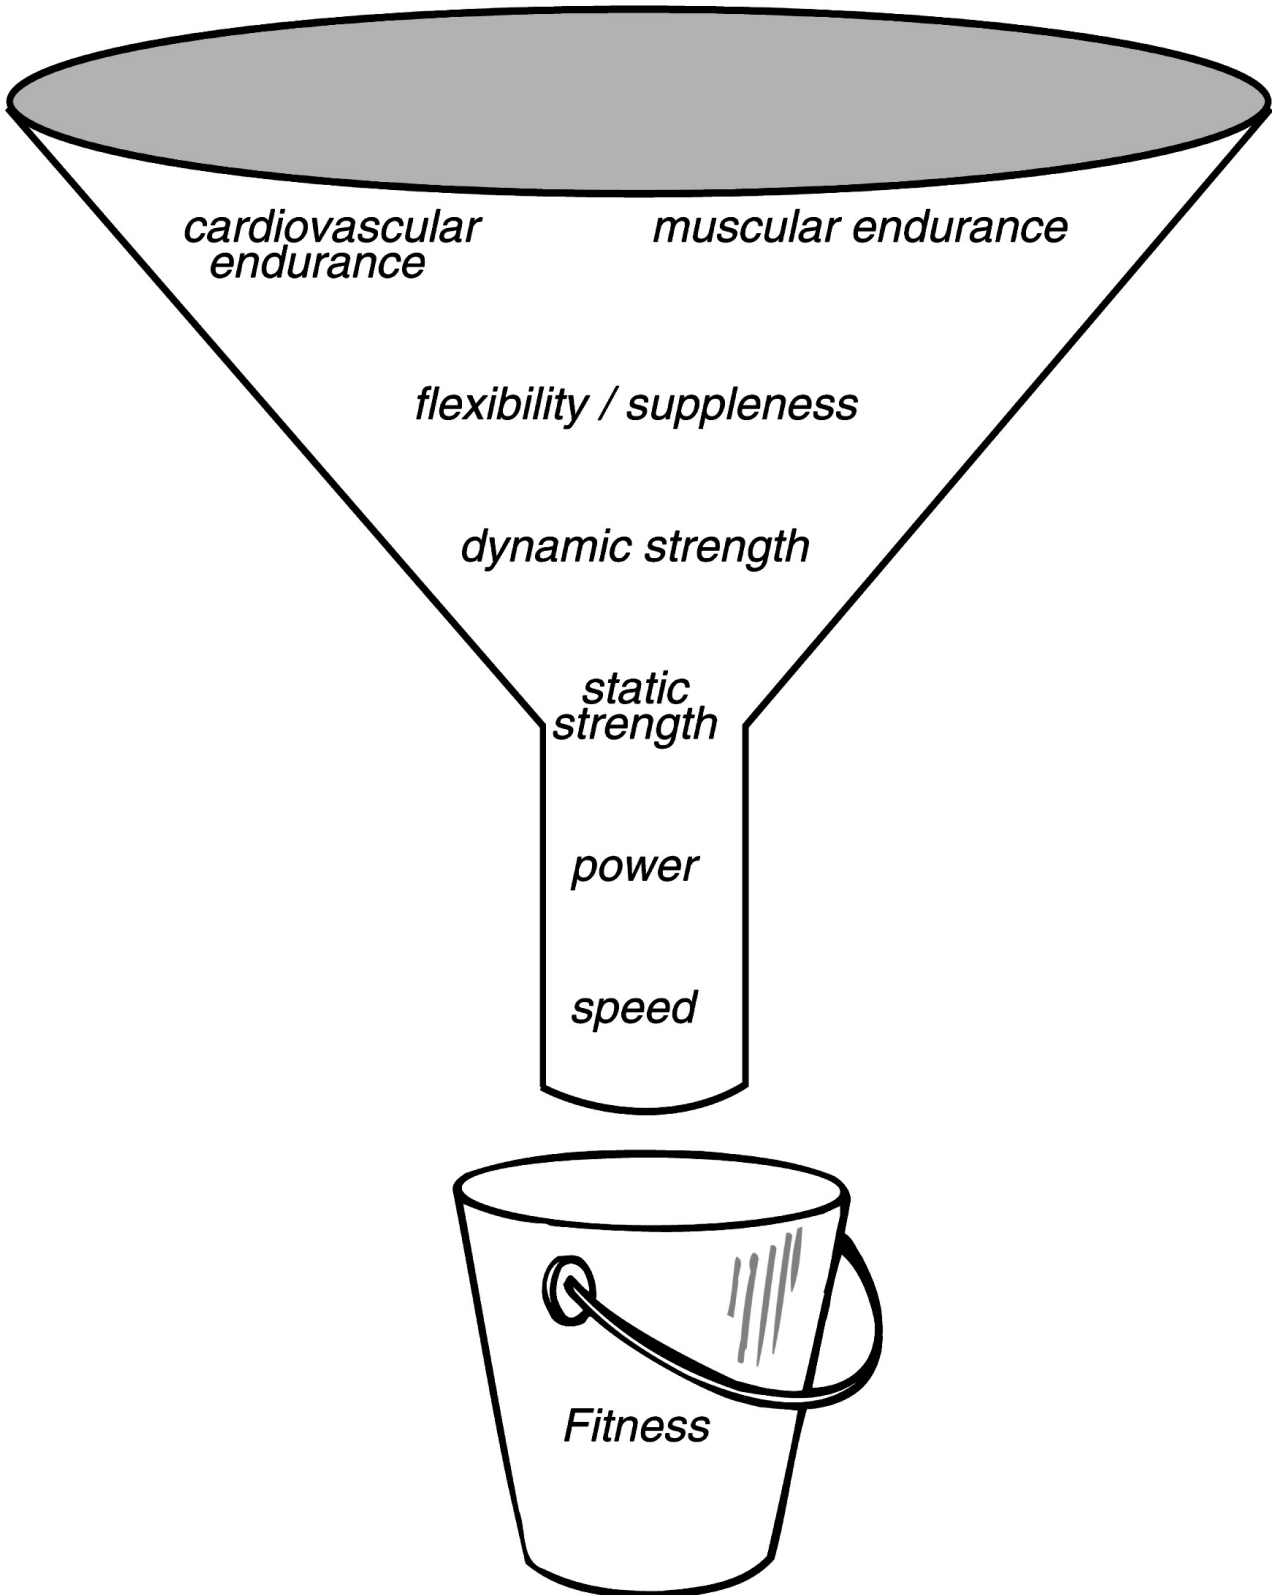 cardiovascular muscular endurance
endurance
flexibility / suppleness
dynamic strength
static
strength
power
speed
Fitness